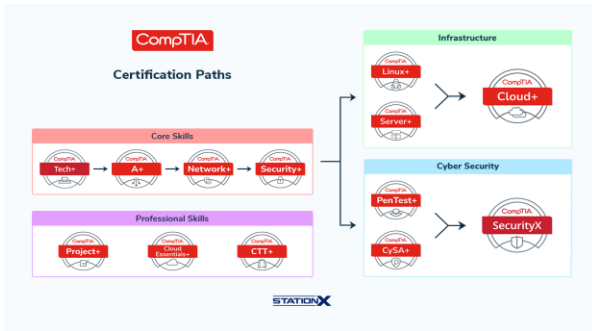 CompTIA.
Certification Paths
Core Skills
CompTIA
Tech+
CompTIA
A+
CompTIA
Network+
CompTIA
Security+
Professional Skills
CompTIA
Project+
CompTIA
Cloud
Essentials+
CompTIA
CTT+
Infrastructure
CompTIA
Linux+
CompTIA
Server+
CompTIA
Cloud+
Cyber Security
CompTIA
PenTest+
CompTIA
CySA+
CompTIA
SecurityX
STATIONX